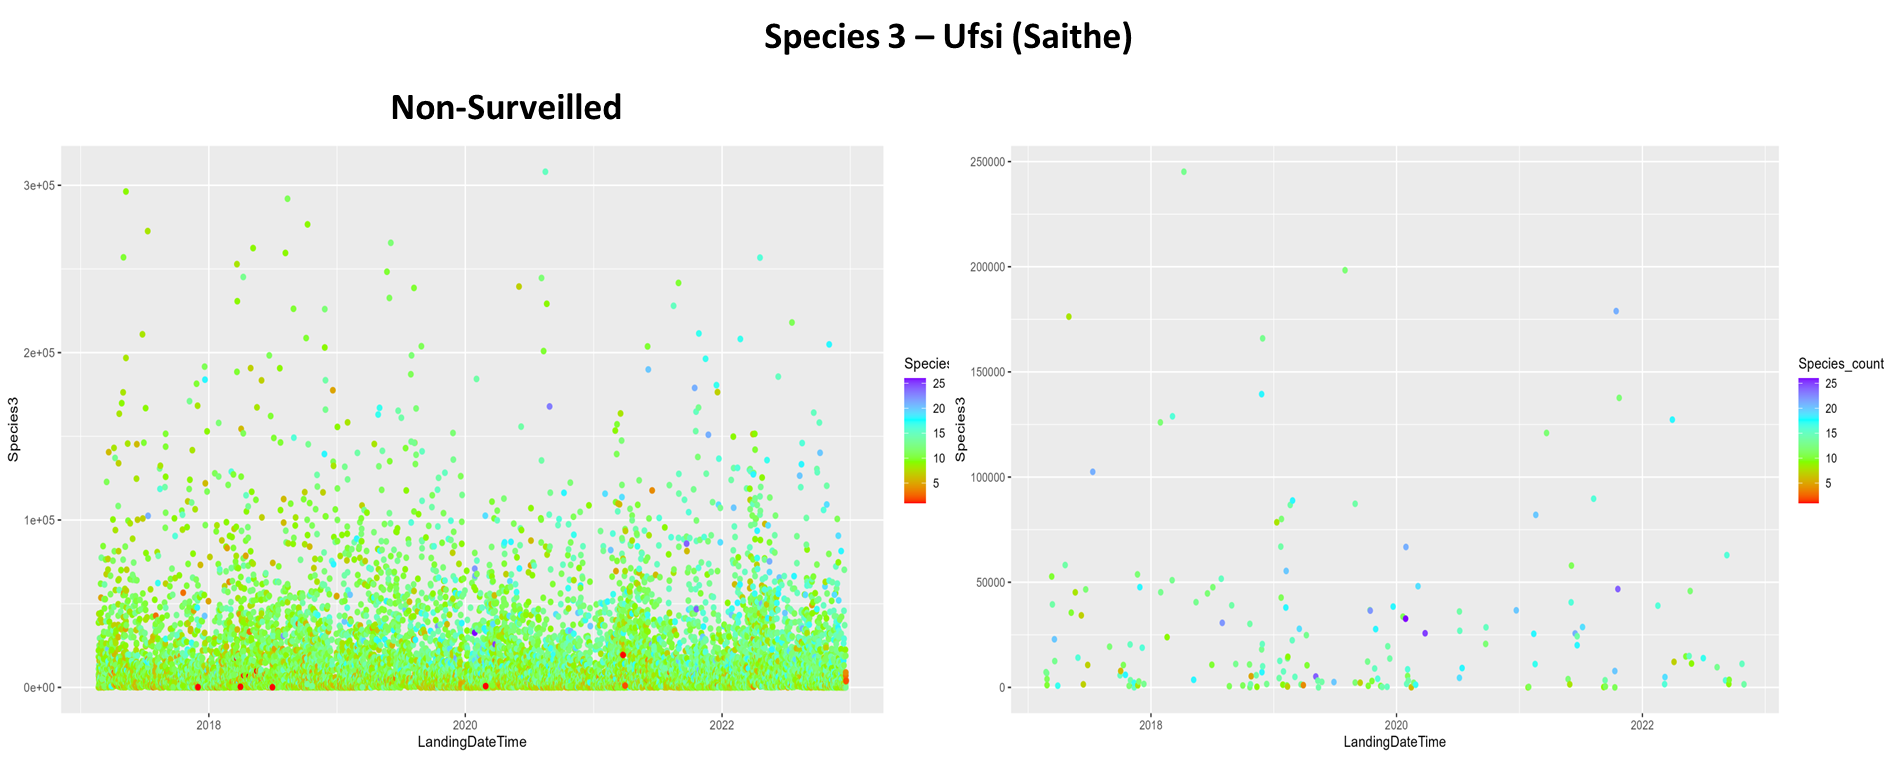 Species 3 – Ufsi (Saithe)
Non-Surveilled
3e+05
2e+05
1e+05
0e+00
Species3
2018
2020
2022
LandingDateTime
Species
25
20
15
10
5
250000
200000
150000
100000
50000
0
Species3
2018
2020
2022
LandingDateTime
Species_count
25
20
15
10
5